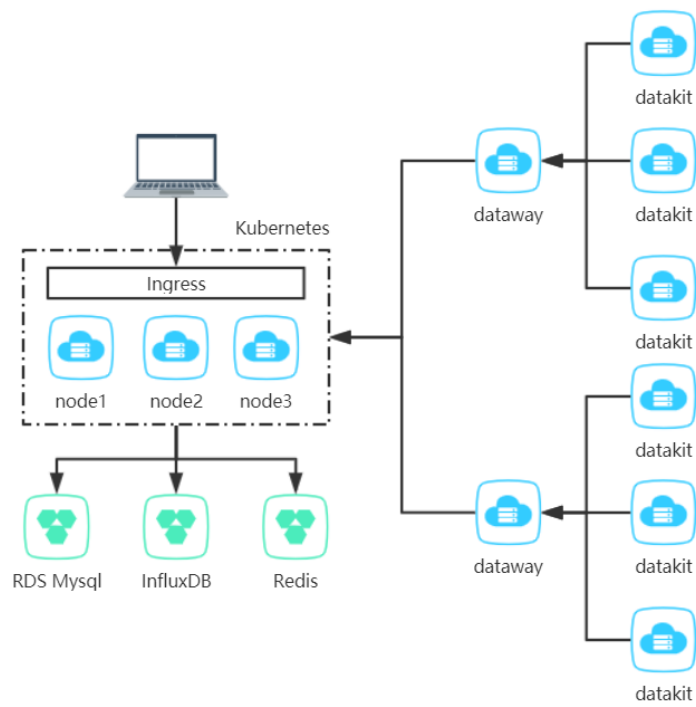 datakit
dataway
datakit
datakit
Kubernetes
Ingress
node1
node2
node3
RDS Mysql
InfluxDB
Redis
datakit
dataway
datakit
datakit